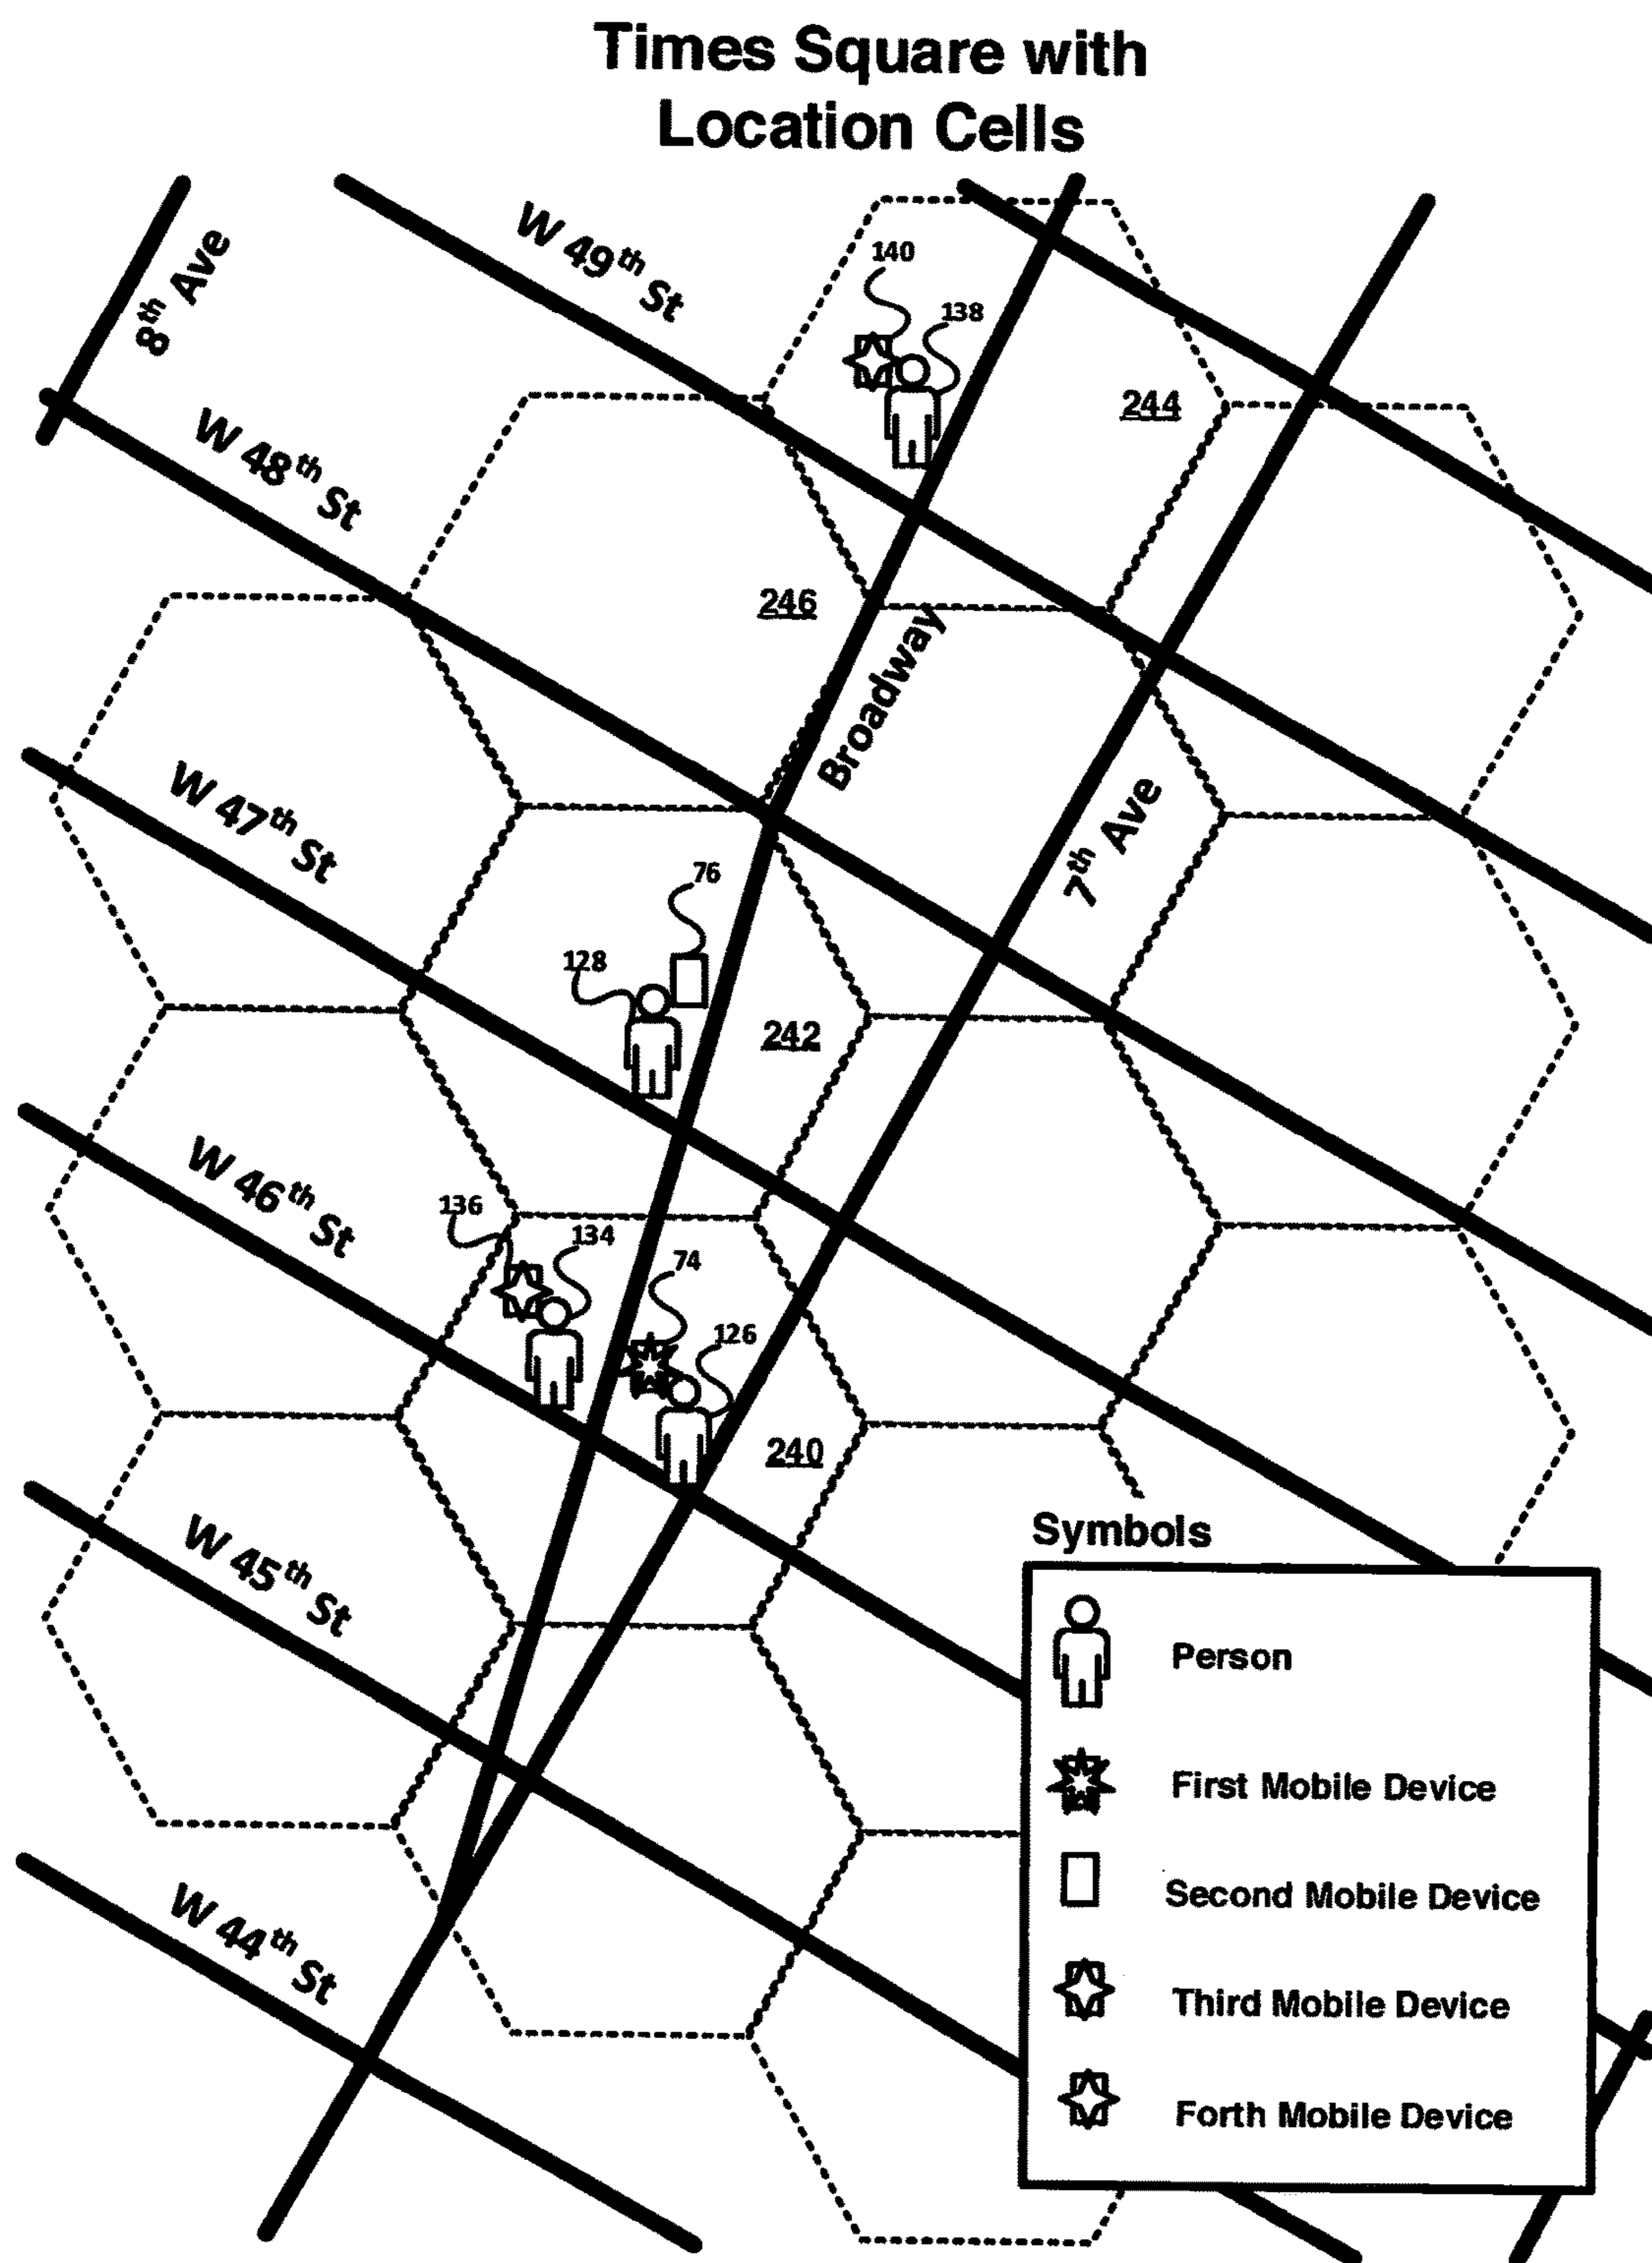 Times Square with
Location Cells
8th Ave
W 49th St
140
138
244
W 48th St
246
Broadway
W 47th St
7th Ave
76
128
242
W 46th St
136
134
74
126
240
W 45th St
W 44th St
Symbols
Person
First Mobile Device
Second Mobile Device
Third Mobile Device
Forth Mobile Device